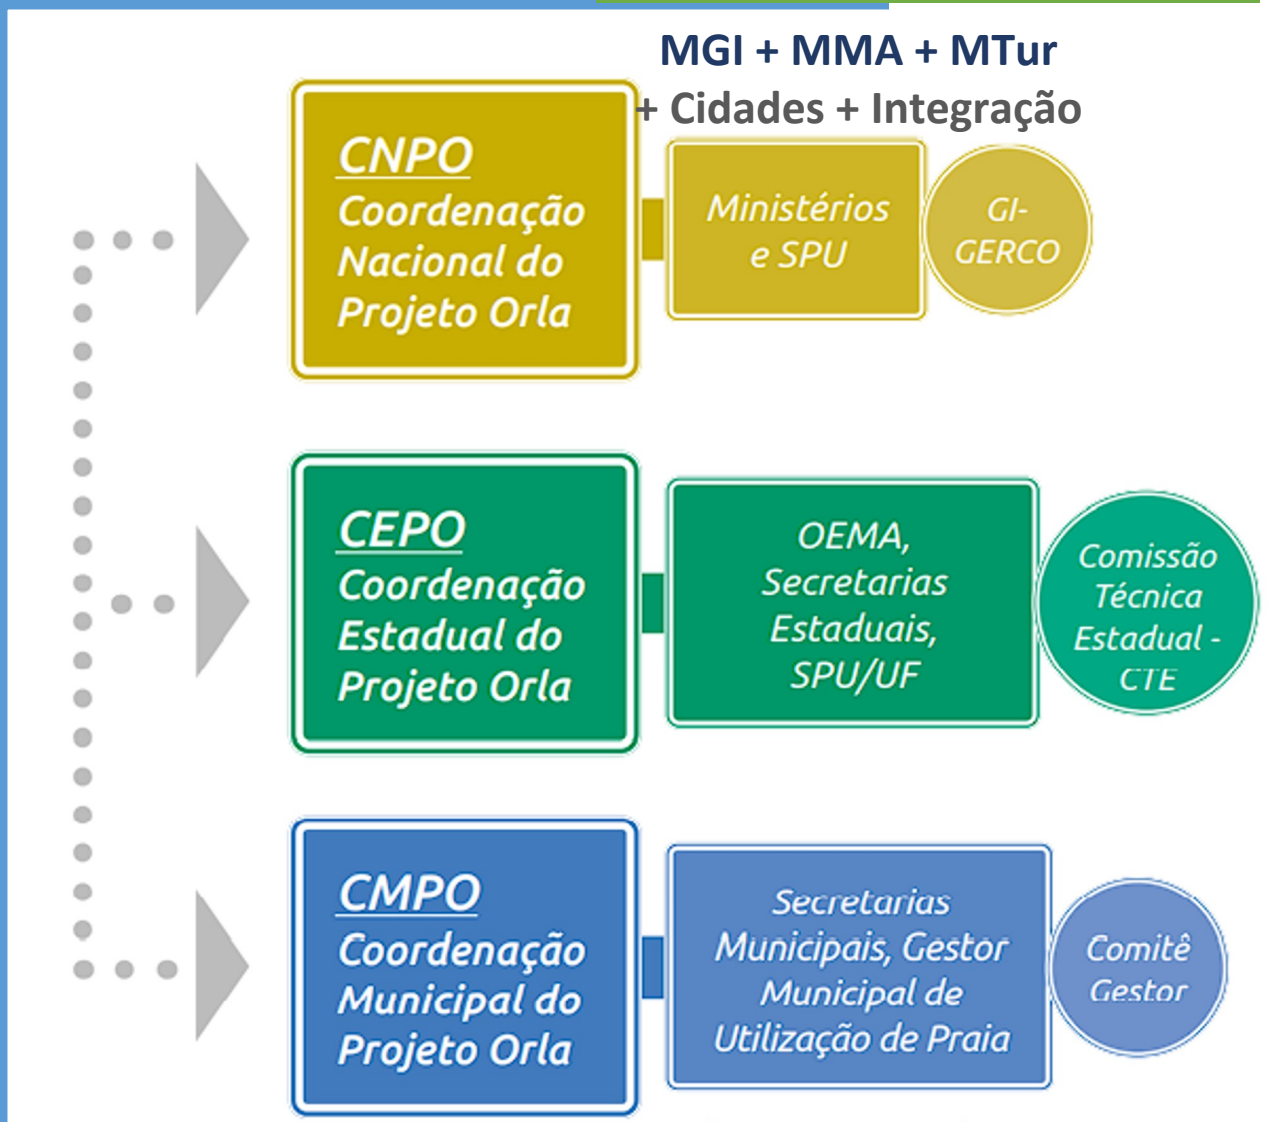 MGI + MMA + MTur
+ Cidades + Integração
CNPO
Coordenação
Nacional do
Projeto Orla
Ministérios
e SPU
GI-
GERCO
CEPO
Coordenação
Estadual do
Projeto Orla
OEMA,
Secretarias
Estaduais,
SPU/UF
Comissão
Técnica
Estadual -
CTE
CMPO
Coordenação
Municipal do
Projeto Orla
Secretarias
Municipais, Gestor
Municipal de
Utilização de Praia
Comitê
Gestor